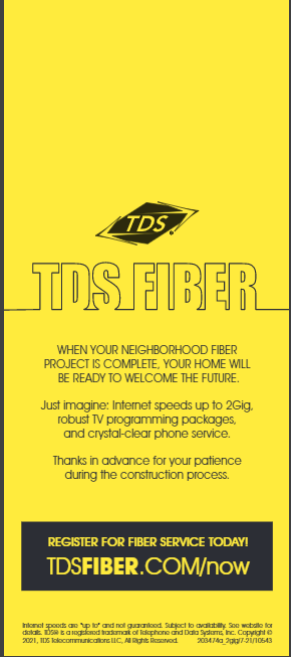 TDS®
TDS FIBER
WHEN YOUR NEIGHBORHOOD FIBER
PROJECT IS COMPLETE, YOUR HOME WILL
BE READY TO WELCOME THE FUTURE.
Just imagine: Internet speeds up to 2Gig,
robust TV programming packages,
and crystal-clear phone service.
Thanks in advance for your patience
during the construction process.
REGISTER FOR FIBER SERVICE TODAY!
TDSFIBER.COM/now
Internet speeds are "up to" and not guaranteed. Subject to availability. See website for
details. TDS® is a registered trademark of Telephone and Data Systems, Inc. Copyright ©
2021, TDS Telecommunications LLC, All Rights Reserved. 203474a_2gig/7-21/10543